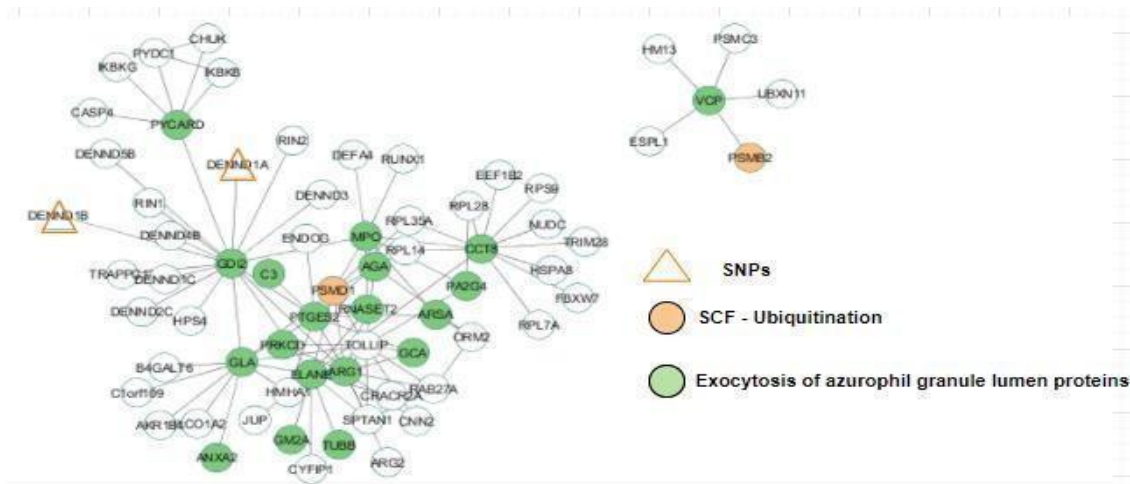 CHUK
PYDC1
IKBKG
IKBKB
CASP4
PYCARD
HM13
PSMC3
VCP
UBXN11
ESPL1
PSMB2
RIN2
DENND5B
DENND1A
DEFA4
RUNX1
EEF1B2
RPS9
DENND3
RPL28
RIN1
DENND1B
NUDC
RPL35A
DENND4B
ENDOG
MPO
TRIM28
RPL14
CCT8
GDI2
C3
AGA
HSPA8
DENND1C
SNPs
PSMD1
PA2G4
FBXW7
DENND2C
HPS4
PTGES2
RNASET2
ARSA
SCF - Ubiquitination
RPL7A
ORM2
PRKCD
TOLLIP
GCA
GLA
B4GALT6
ELANE
ARG1
Exocytosis of azurophil granule lumen proteins
C1orf109
HMHA1
RAB27A
CRACR2A
AKR1B4
CO1A2
JUP
SPTAN1
CNN2
GM2A
TUBB
ANXA2
ARG2
CYFIP1